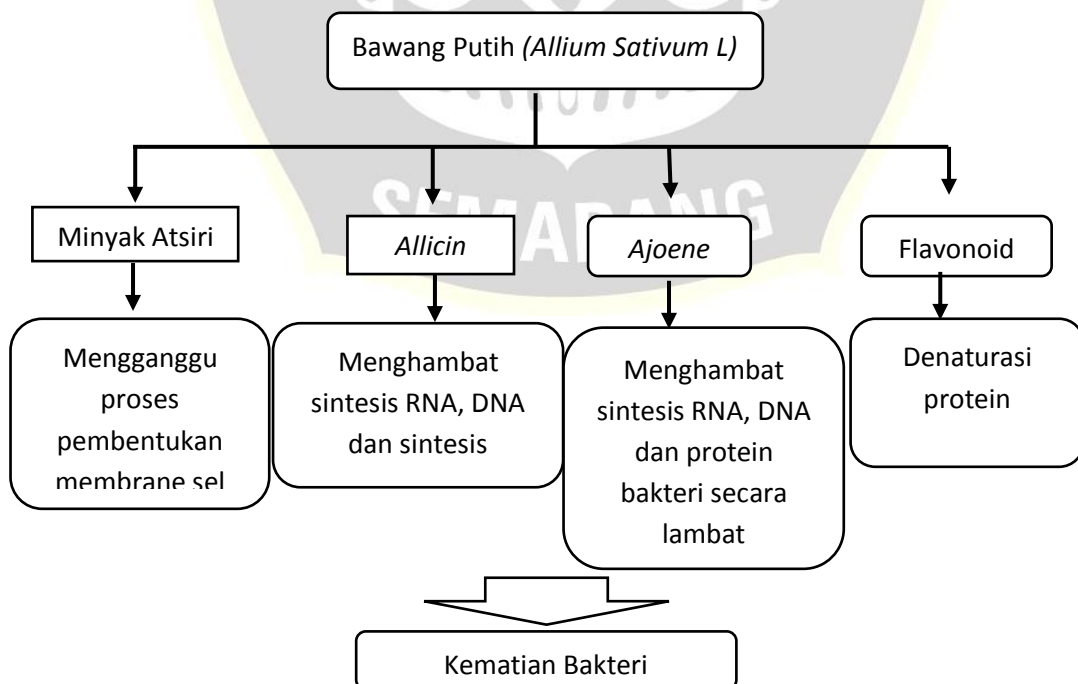 Bawang Putih (Allium Sativum L)
SEMARANG
Minyak Atsiri
Allicin
Ajoene
Flavonoid
Mengganggu
proses
pembentukan
membrane sel
Menghambat
sintesis RNA, DNA
dan sintesis
Menghambat
sintesis RNA, DNA
dan protein
bakteri secara
lambat
Denaturasi
protein
Kematian Bakteri